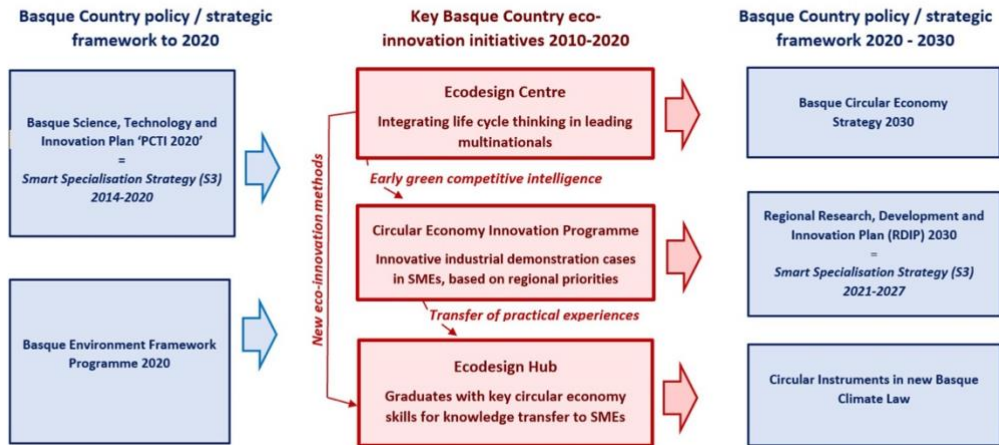 Basque Country policy / strategic
framework to 2020
Basque Science, Technology and
Innovation Plan ‘PCTI 2020’
=
Smart Specialisation Strategy (S3)
2014-2020
Basque Environment Framework
Programme 2020
Key Basque Country eco-
innovation initiatives 2010-2020
Ecodesign Centre
Integrating life cycle thinking in leading
multinationals
New eco-innovation methods
Early green competitive intelligence
Circular Economy Innovation Programme
Innovative industrial demonstration cases
in SMEs, based on regional priorities
Transfer of practical experiences
Ecodesign Hub
Graduates with key circular economy
skills for knowledge transfer to SMEs
Basque Country policy / strategic
framework 2020 - 2030
Basque Circular Economy
Strategy 2030
Regional Research, Development and
Innovation Plan (RDIP) 2030
=
Smart Specialisation Strategy (S3)
2021-2027
Circular Instruments in new Basque
Climate Law